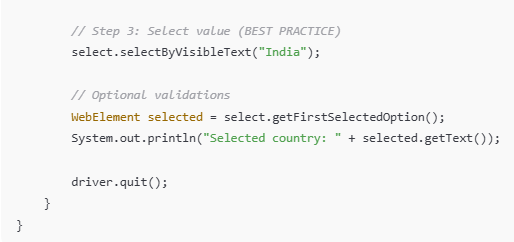 // Step 3: Select value (BEST PRACTICE)
select.selectByVisibleText("India");
// Optional validations
WebElement selected = select.getFirstSelectedOption();
System.out.println("Selected country: " + selected.getText());
driver.quit();
}
}